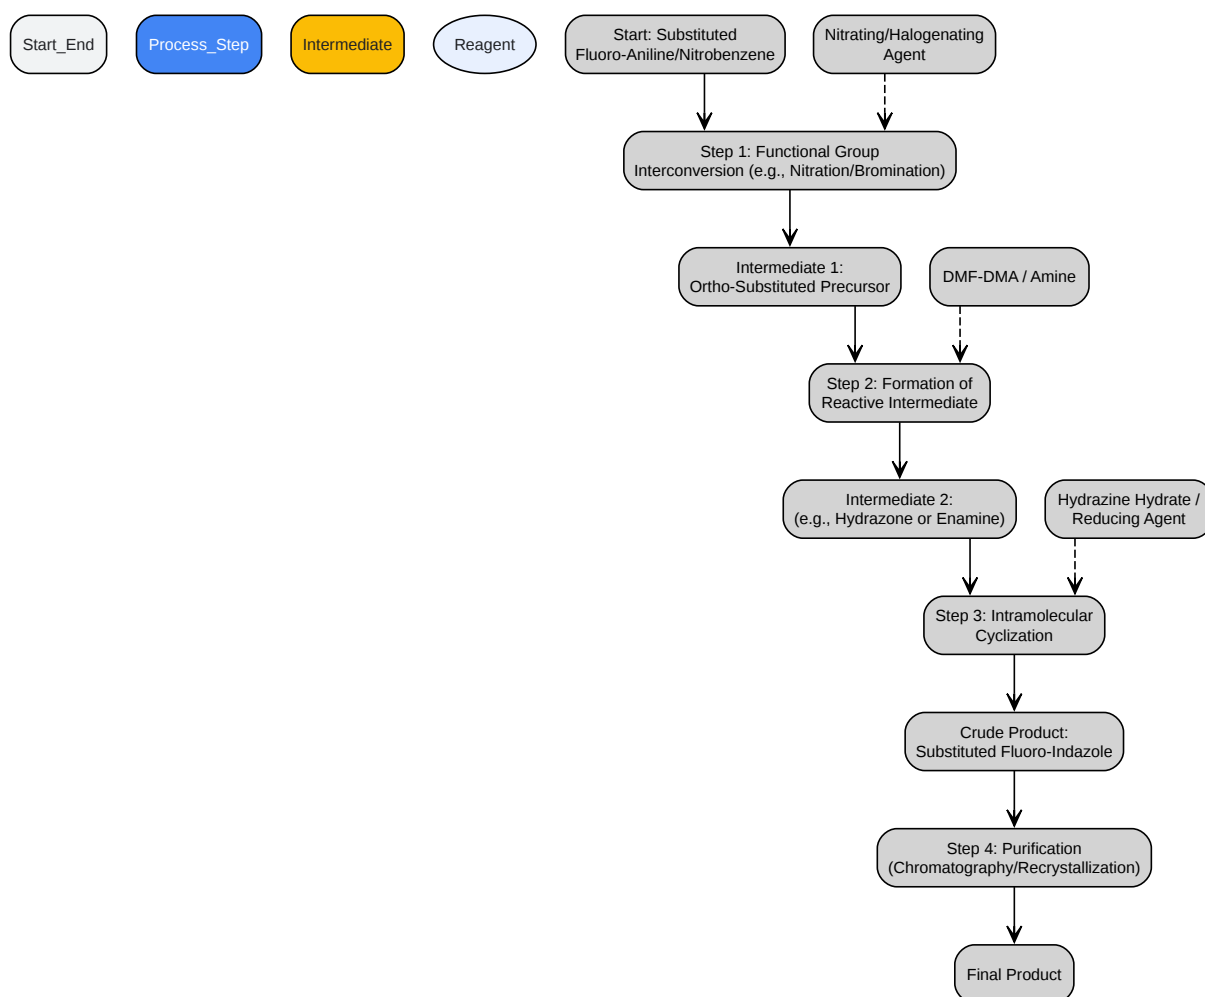 Start_End
Process_Step
Intermediate
Reagent
Start: Substituted
Fluoro-Aniline/Nitrobenzene
Nitrating/Halogenating
Agent
Step 1: Functional Group
Interconversion (e.g., Nitration/Bromination)
Intermediate 1:
Ortho-Substituted Precursor
DMF-DMA / Amine
Step 2: Formation of
Reactive Intermediate
Intermediate 2:
(e.g., Hydrazone or Enamine)
Hydrazine Hydrate /
Reducing Agent
Step 3: Intramolecular
Cyclization
Crude Product:
Substituted Fluoro-Indazole
Step 4: Purification
(Chromatography/Recrystallization)
Final Product